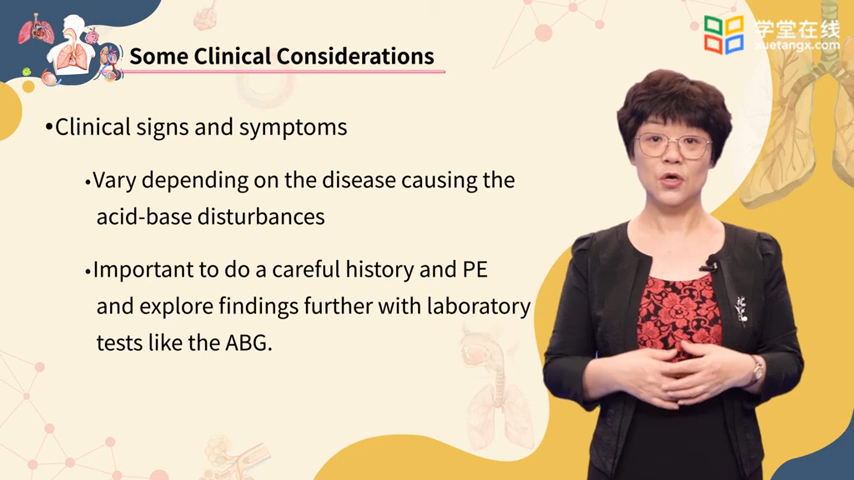 Some Clinical Considerations
学堂在线
xuetangx.com
•Clinical signs and symptoms
•Vary depending on the disease causing the
acid-base disturbances
•Important to do a careful history and PE
and explore findings further with laboratory
tests like the ABG.